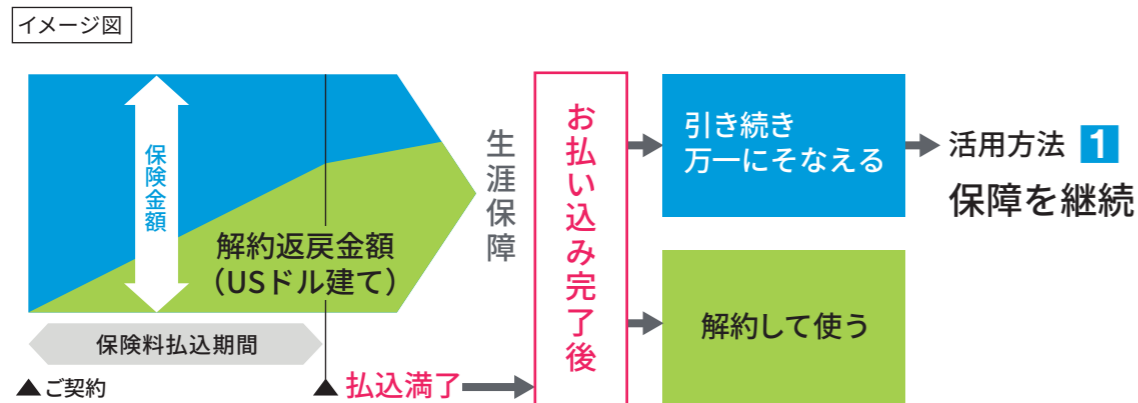 イメージ図
保険金額
解約返戻金額
（USドル建て）
保険料払込期間
▲ご契約
▲払込満了
生涯保障
お払い込み完了後
引き続き
万一にそなえる
活用方法 1
保障を継続
解約して使う